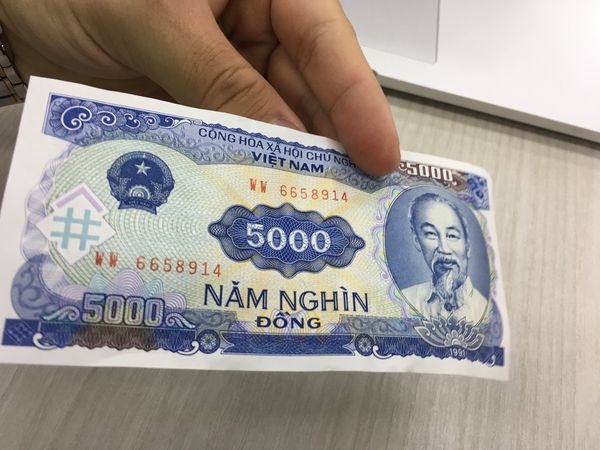 CỘNG HÒA XÃ HỘI CHỦ NGH
VIỆT NAM
5000
WW 6658914
5000
#
WW 6658914
5000
NĂM NGHÌN
ĐỒNG
1991